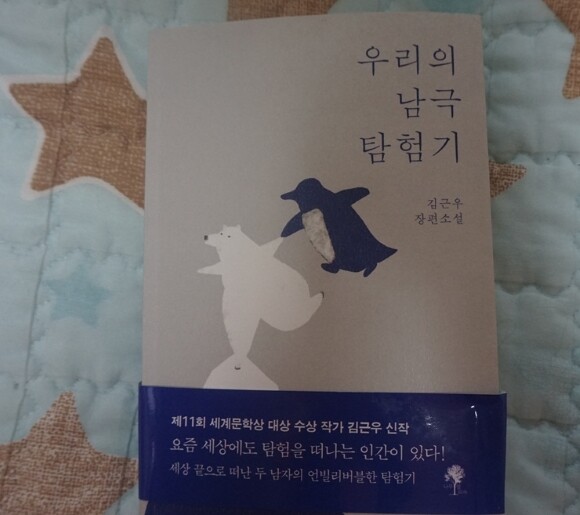 우리의
남극
탐험기
김근우
장편소설
제11회 세계문학상 대상 수상 작가 김근우 신작
요즘 세상에도 탐험을 떠나는 인간이 있다!
세상 끝으로 떠난 두 남자의 언빌리버블한 탐험기